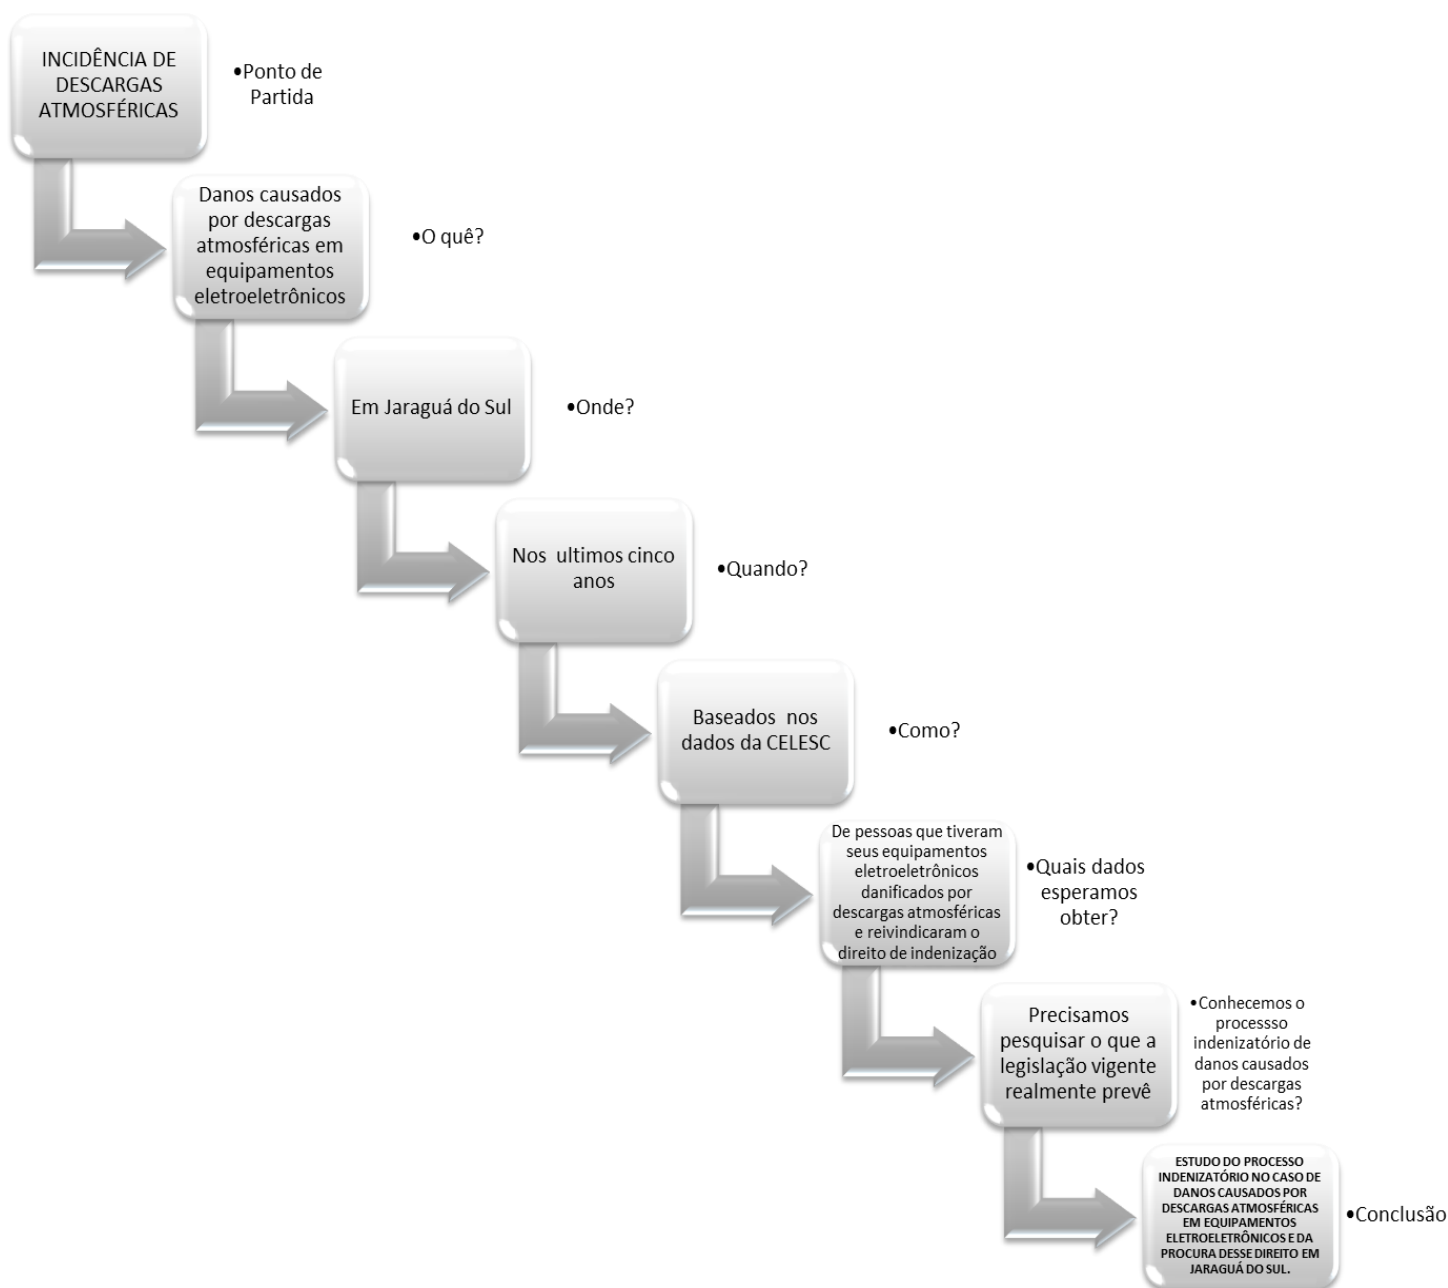 INCIDÊNCIA DE
DESCARGAS
ATMOSFÉRICAS
•Ponto de
Partida
Danos causados
por descargas
atmosféricas em
equipamentos
eletroeletrônicos
•O quê?
Em Jaraguá do Sul
•Onde?
Nos ultimos cinco
anos
•Quando?
Baseados nos
dados da CELESC
•Como?
De pessoas que tiveram
seus equipamentos
eletroeletrônicos
danificados por
descargas atmosféricas
e reivindicaram o
direito de indenização
•Quais dados
esperamos
obter?
Precisamos
pesquisar o que a
legislação vigente
realmente prevê
•Conhecemos o
processso
indenizatório de
danos causados
por descargas
atmosféricas?
ESTUDO DO PROCESSO
INDENIZATÓRIO NO CASO DE
DANOS CAUSADOS POR
DESCARGAS ATMOSFÉRICAS
EM EQUIPAMENTOS
ELETROELETRÔNICOS E DA
PROCURA DESSE DIREITO EM
JARAGUÁ DO SUL.
•Conclusão